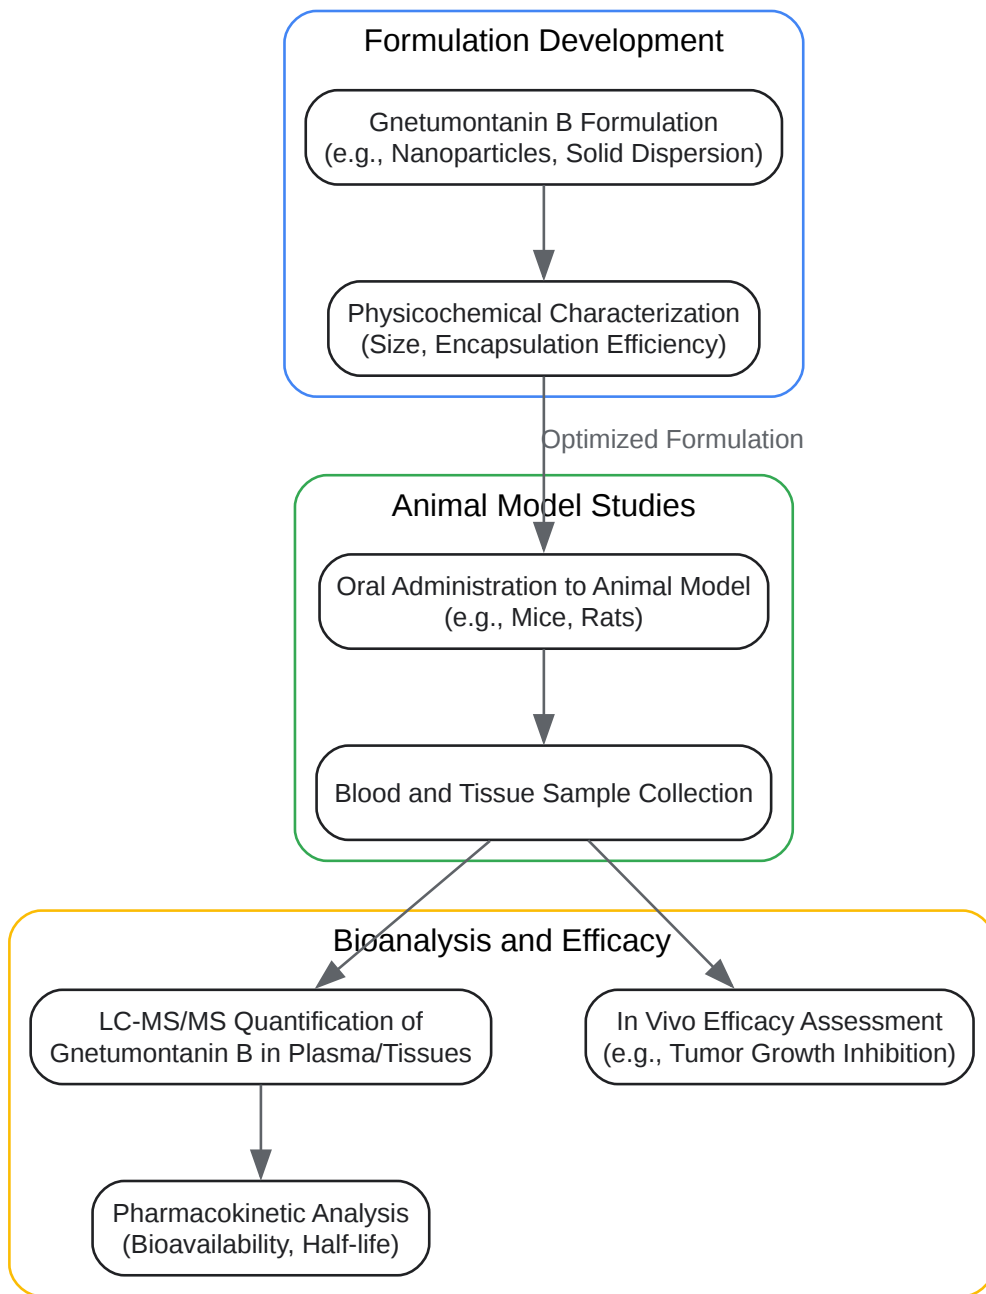 Formulation Development
Gnetumontanin B Formulation
(e.g., Nanoparticles, Solid Dispersion)
Physicochemical Characterization
(Size, Encapsulation Efficiency)
Optimized Formulation
Animal Model Studies
Oral Administration to Animal Model
(e.g., Mice, Rats)
Blood and Tissue Sample Collection
Bioanalysis and Efficacy
LC-MS/MS Quantification of
Gnetumontanin B in Plasma/Tissues
In Vivo Efficacy Assessment
(e.g., Tumor Growth Inhibition)
Pharmacokinetic Analysis
(Bioavailability, Half-life)